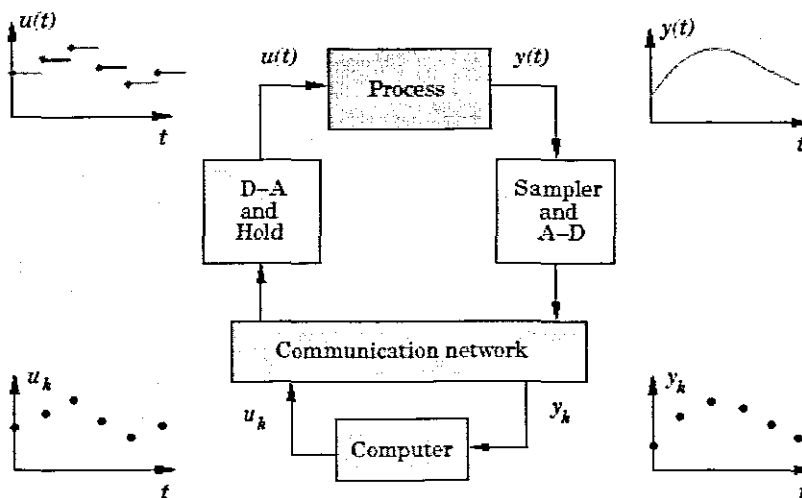 u(t)
t
u(t)
Process
y(t)
y(t)
t
D-A
and
Hold
Sampler
and
A-D
Communication network
u_k
t
u_k
Computer
y_k
y_k